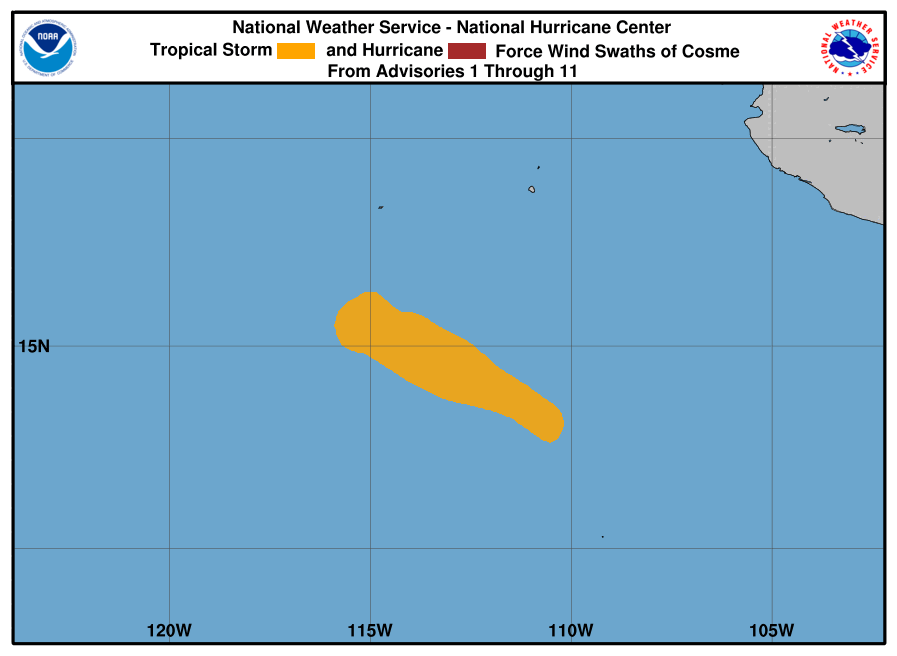 National Weather Service - National Hurricane Center
Tropical Storm and Hurricane Force Wind Swaths of Cosme
From Advisories 1 Through 11
NOAA
NATIONAL WEATHER SERVICE
15N
120W 115W 110W 105W